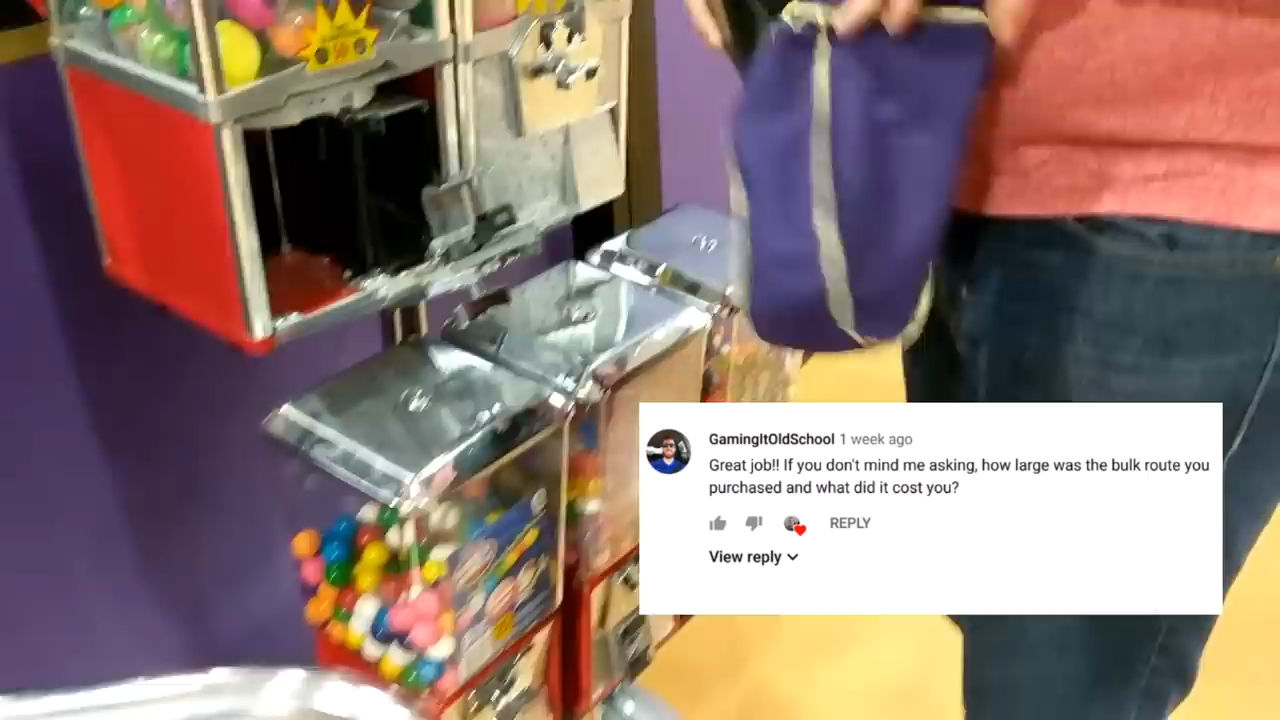 GamingItOldSchool 1 week ago
Great job!! If you don't mind me asking, how large was the bulk route you
purchased and what did it cost you?
REPLY
View reply